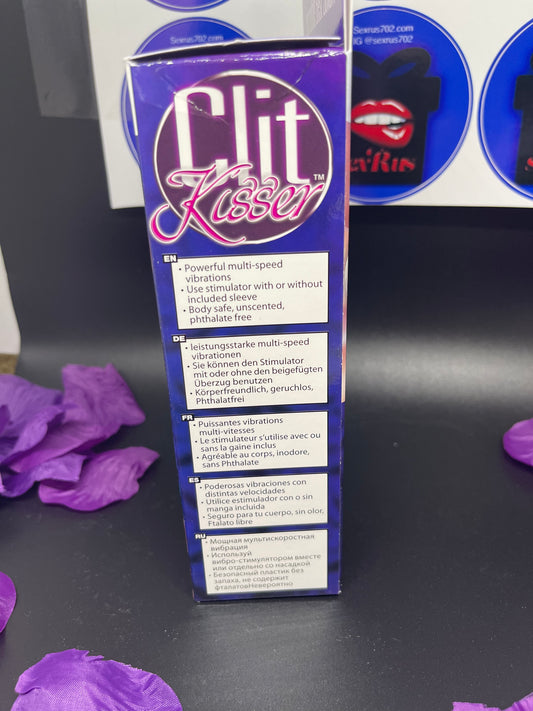 Sexrus702.com
IG @sexrus702
Sexrus702.com
G @sexrus702
Clit
Kisser™
EN
• Powerful multi-speed
vibrations
• Use stimulator with or without
included sleeve
• Body safe, unscented,
phthalate free
DE
• leistungsstarke multi-speed
vibrationen
• Sie können den Stimulator
mit oder ohne den beigefügten
Überzug benutzen
• Körperfreundlich, geruchlos,
Phthalatfrei
FR
• Puissantes vibrations
multi-vitesses
• Le stimulateur s'utilise avec ou
sans la gaine inclus
• Agréable au corps, inodore,
sans Phthalate
ES
• Poderosas vibraciones con
distintas velocidades
• Utilice estimulador con o sin
manga incluida
• Seguro para tu cuerpo, sin olor,
Ftalato libre
RU
• Мощная мультискоростная
вибрация
• Используй
вибро-стимулятором вместе
или отдельно со насадкой
• Безопасный пластик без
запаха, не содержит
фталатовНевероятно